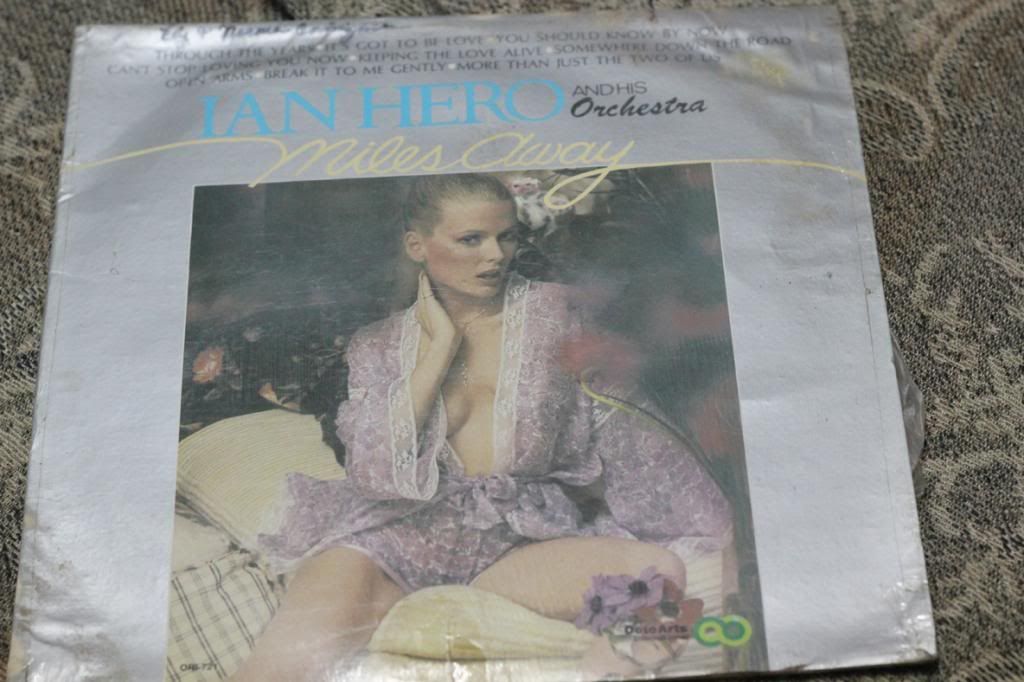 THROUGH THE YEARS • IT'S GOT TO BE LOVE • YOU SHOULD KNOW BY NOW
CAN'T STOP LOVING YOU NOW • KEEPING THE LOVE ALIVE • SOMEWHERE DOWN THE ROAD
OPEN ARMS • BREAK IT TO ME GENTLY • MORE THAN JUST THE TWO OF US
IAN HERO AND HIS
Orchestra
Miles Away